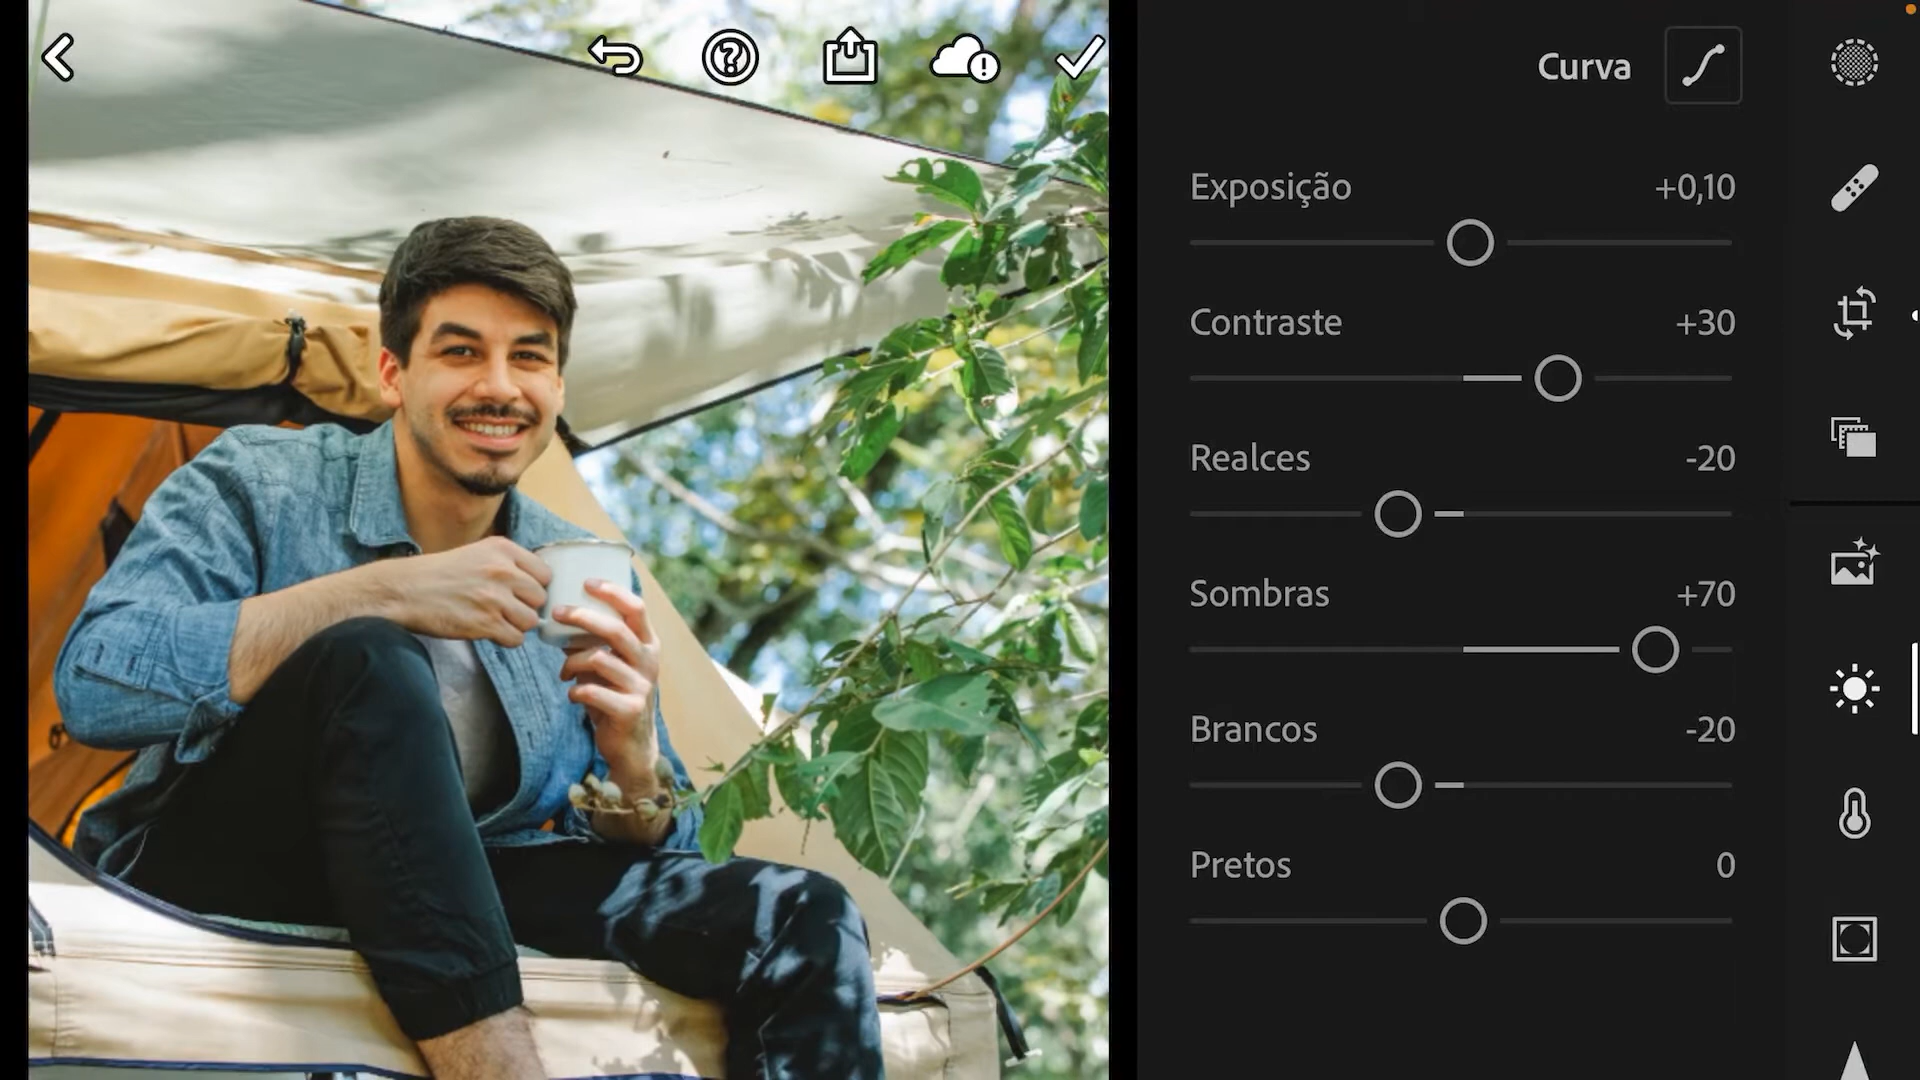 Curva
Exposição +0,10
Contraste +30
Realces -20
Sombras +70
Brancos -20
Pretos 0